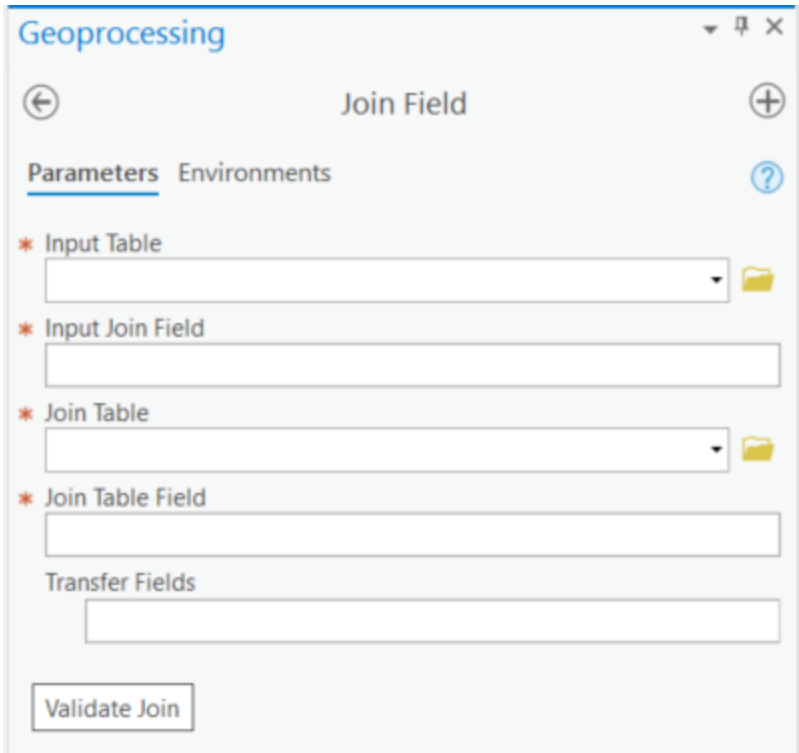 Geoprocessing
Join Field
Parameters Environments
* Input Table
* Input Join Field
* Join Table
* Join Table Field
Transfer Fields
Validate Join